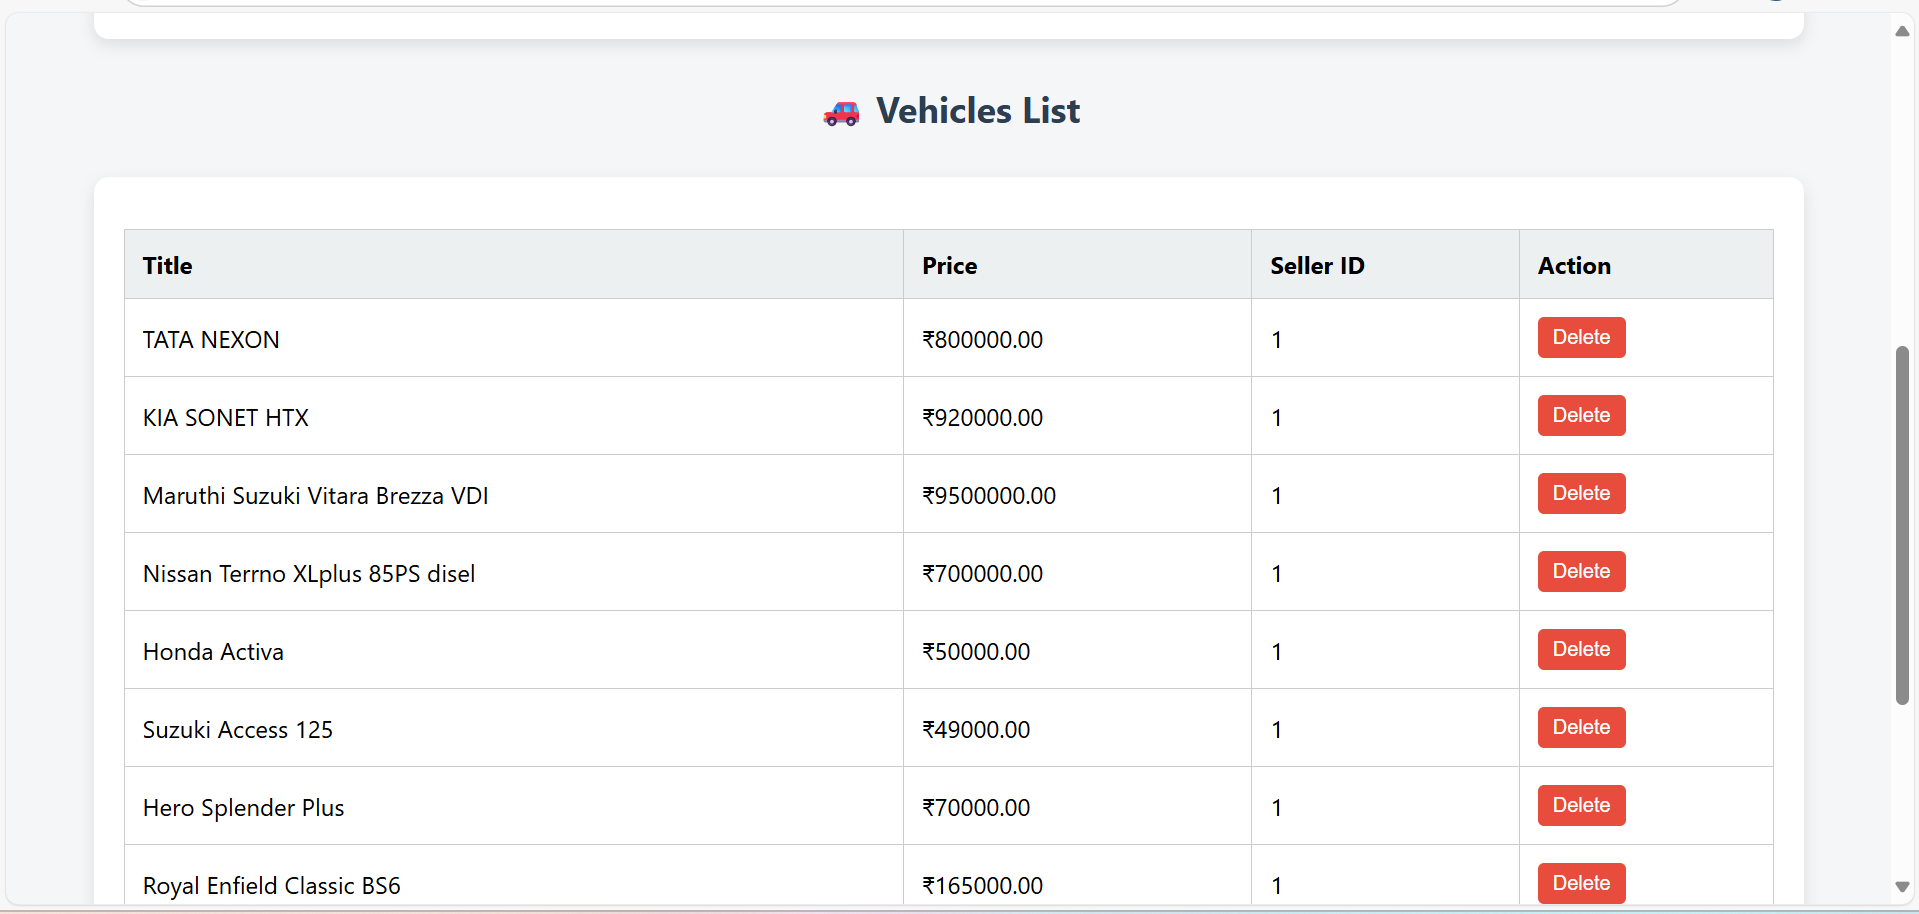 Vehicles List
Title Price Seller ID Action
TATA NEXON ₹800000.00 1 Delete
KIA SONET HTX ₹920000.00 1 Delete
Maruthi Suzuki Vitara Brezza VDI ₹9500000.00 1 Delete
Nissan Terrno XLplus 85PS disel ₹700000.00 1 Delete
Honda Activa ₹50000.00 1 Delete
Suzuki Access 125 ₹49000.00 1 Delete
Hero Splender Plus ₹70000.00 1 Delete
Royal Enfield Classic BS6 ₹165000.00 1 Delete